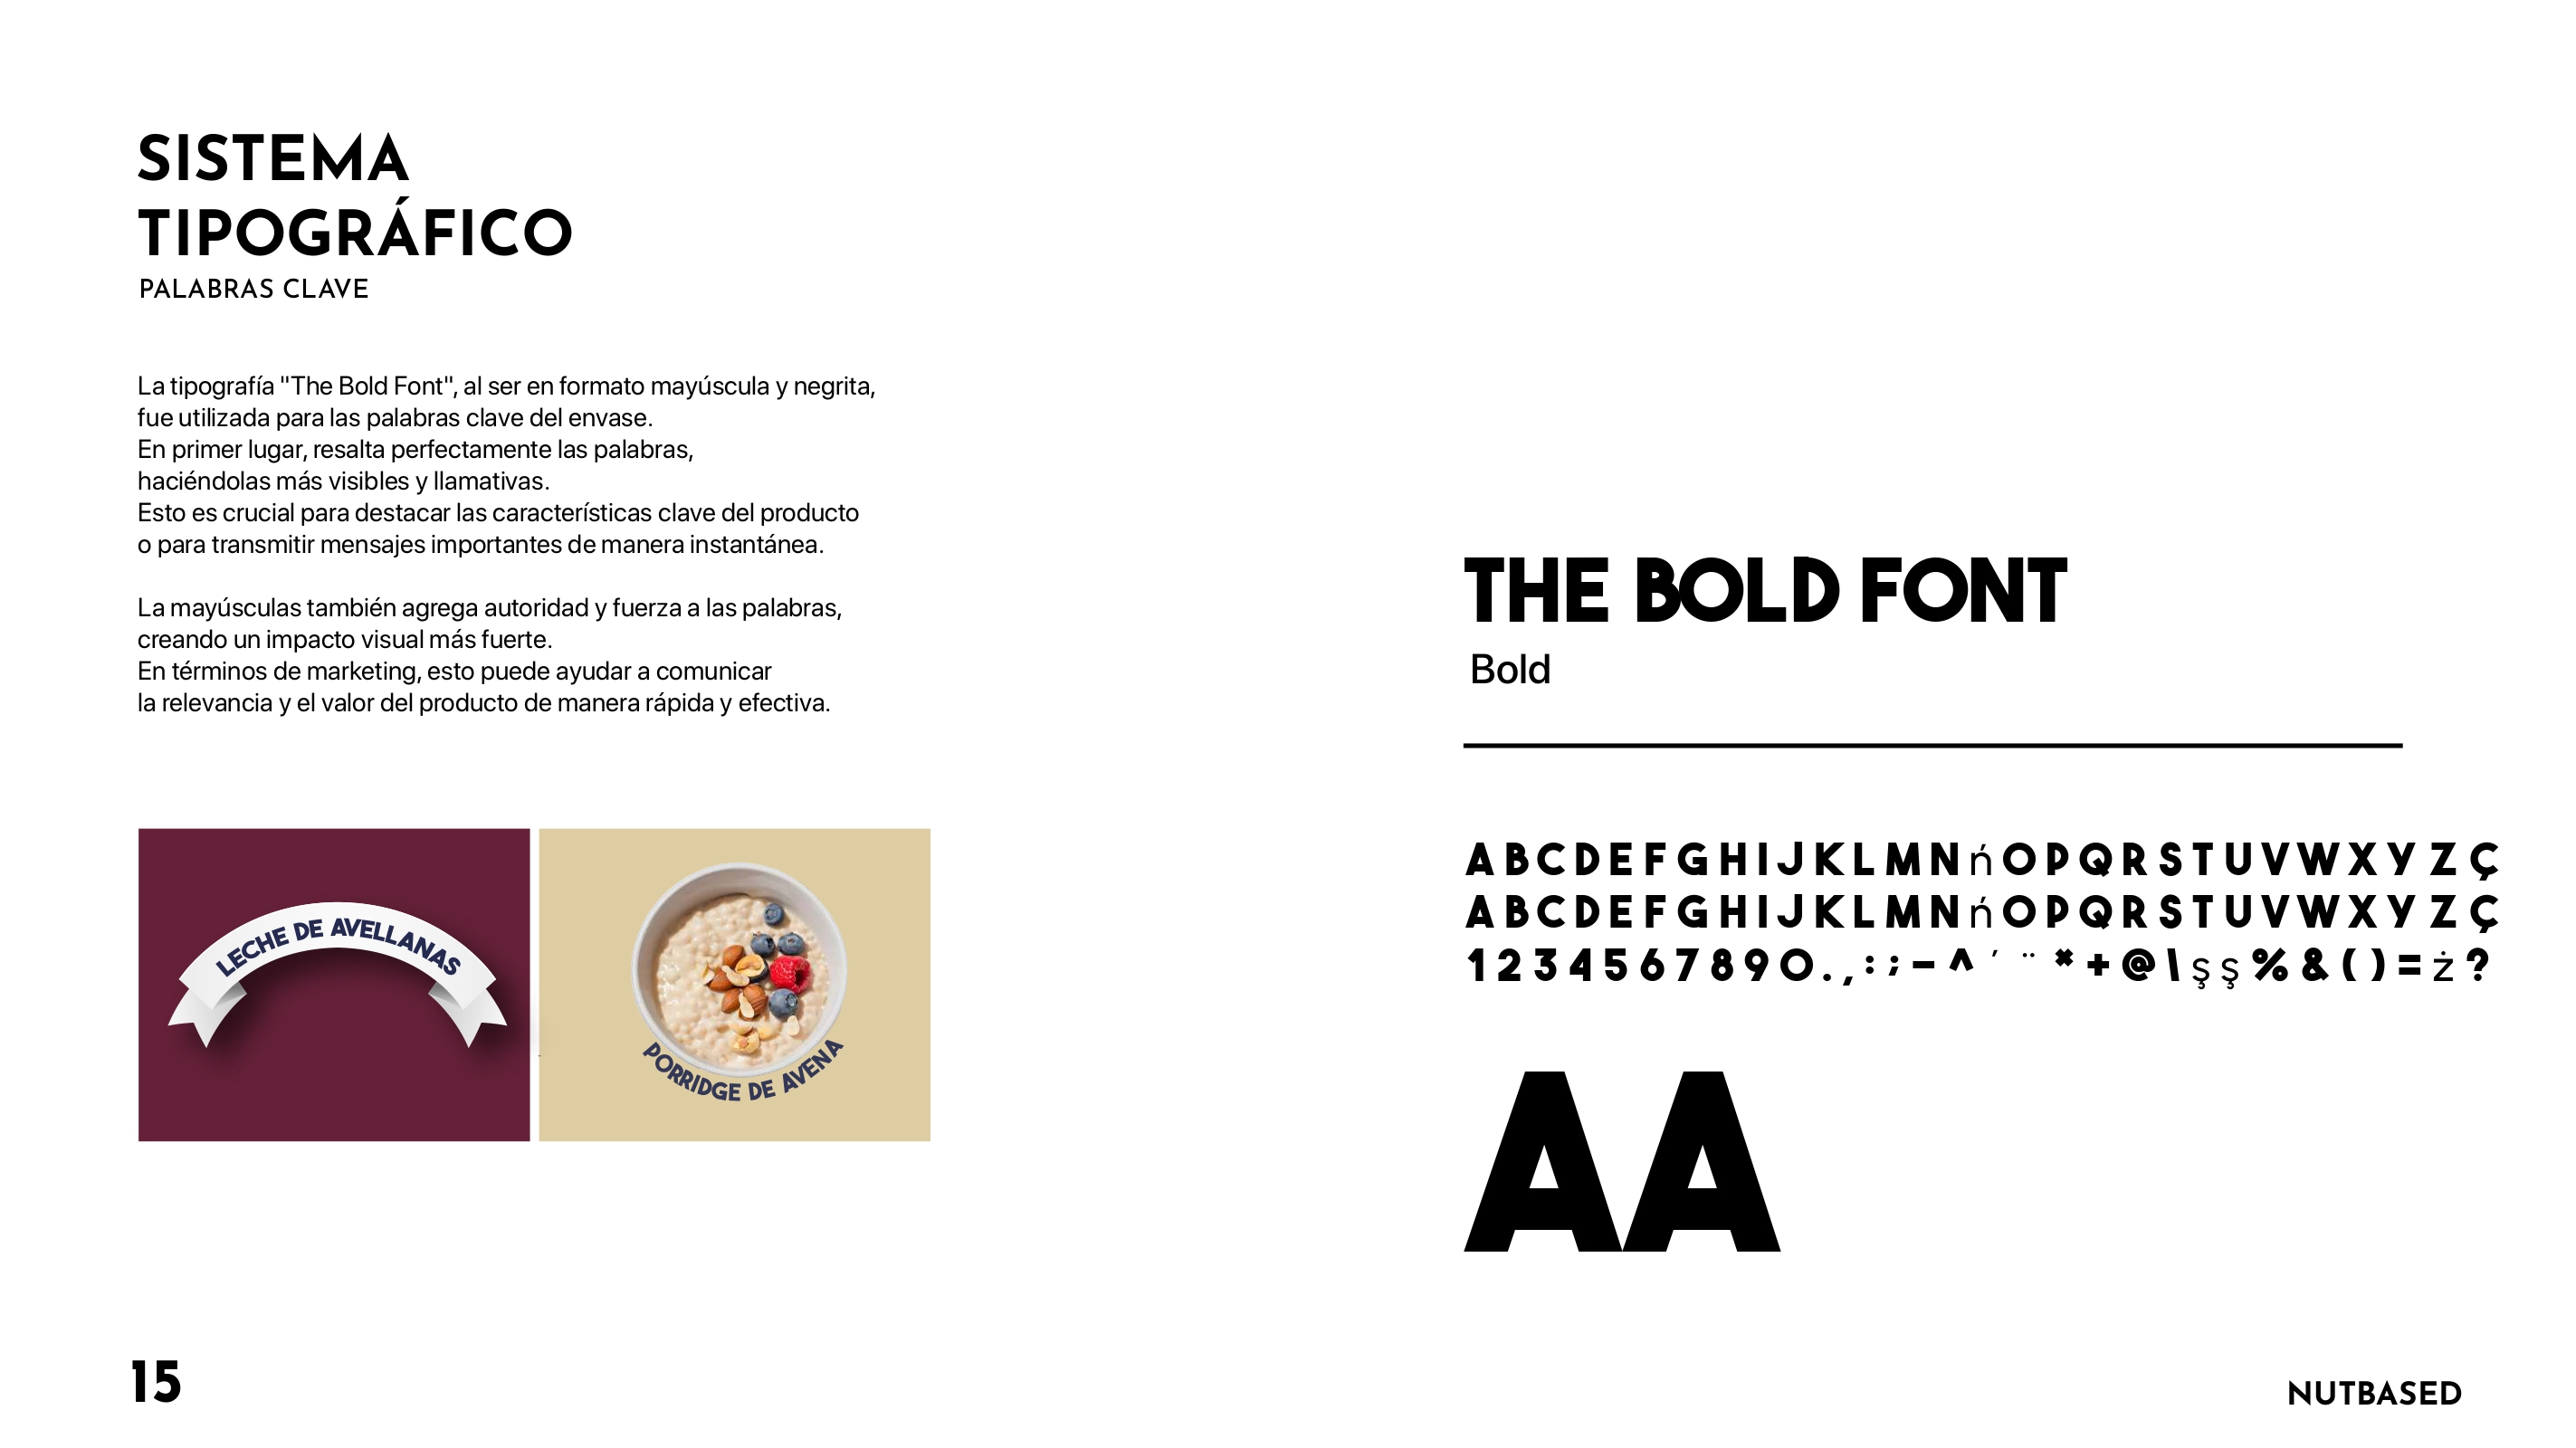 SISTEMA
TIPOGRÁFICO
PALABRAS CLAVE
La tipografía "The Bold Font", al ser en formato mayúscula y negrita,
fue utilizada para las palabras clave del envase.
En primer lugar, resalta perfectamente las palabras,
haciéndolas más visibles y llamativas.
Esto es crucial para destacar las características clave del producto
o para transmitir mensajes importantes de manera instantánea.
La mayúsculas también agrega autoridad y fuerza a las palabras,
creando un impacto visual más fuerte.
En términos de marketing, esto puede ayudar a comunicar
la relevancia y el valor del producto de manera rápida y efectiva.
LECHE DE AVELLANAS
PORRIDGE DE AVENA
THE BOLD FONT
Bold
A B C D E F G H I J K L M N ń O P Q R S T U V W X Y Z Ç
A B C D E F G H I J K L M N ń O P Q R S T U V W X Y Z Ç
1 2 3 4 5 6 7 8 9 0 . , : ; - ^ ´ ¨ * + @ \ ş ş % & ( ) = ż ?
AA
15
NUTBASED